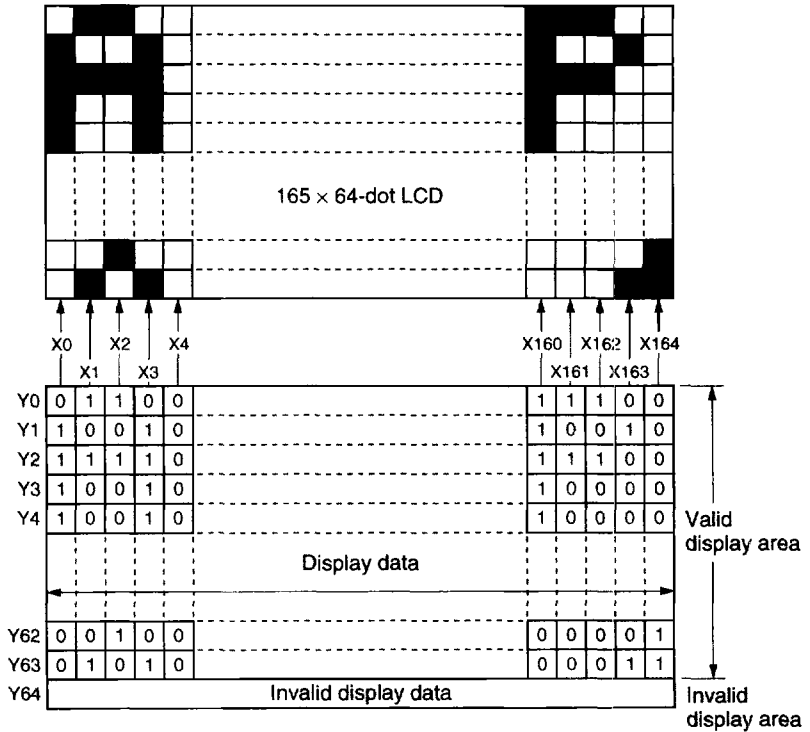 165 × 64-dot LCD
X0 X2 X4 X160 X162 X164
X1 X3 X161 X163
Y0 0 1 1 0 0 1 1 1 0 0
Y1 1 0 0 1 0 1 0 0 1 0
Y2 1 1 1 1 0 1 1 1 0 0
Y3 1 0 0 1 0 1 0 0 0 0
Y4 1 0 0 1 0 1 0 0 0 0
Valid
display area
Display data
Y62 0 0 1 0 0 0 0 0 0 1
Y63 0 1 0 1 0 0 0 0 1 1
Y64 Invalid display data
Invalid
display area